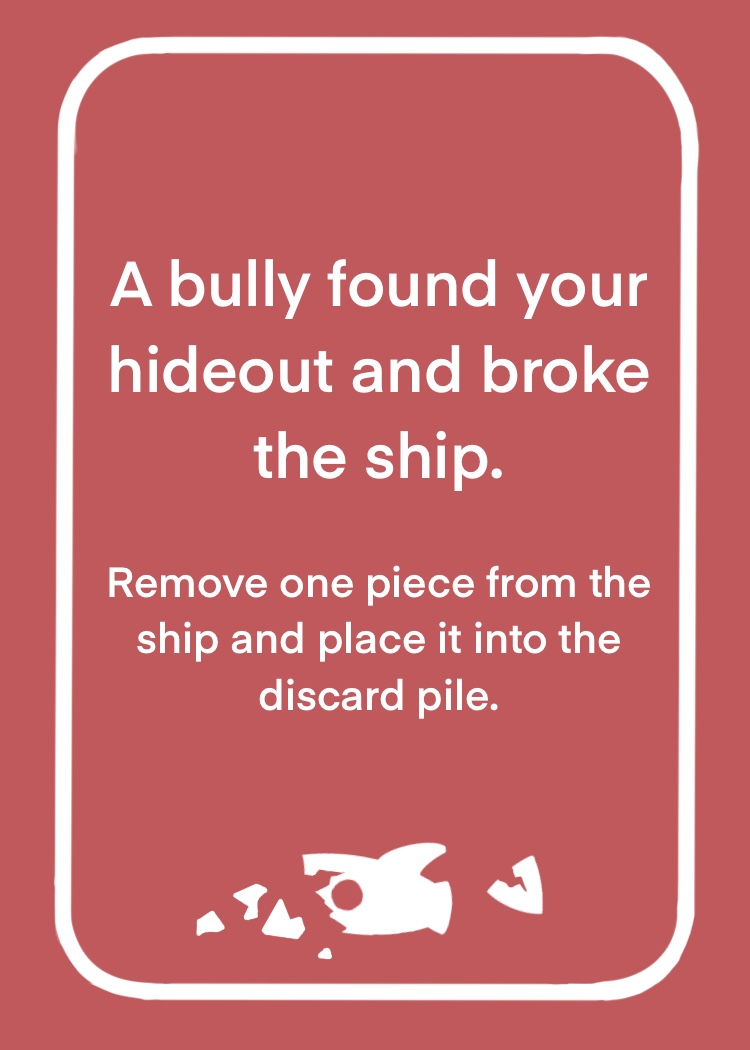 A bully found your
hideout and broke
the ship.
Remove one piece from the
ship and place it into the
discard pile.